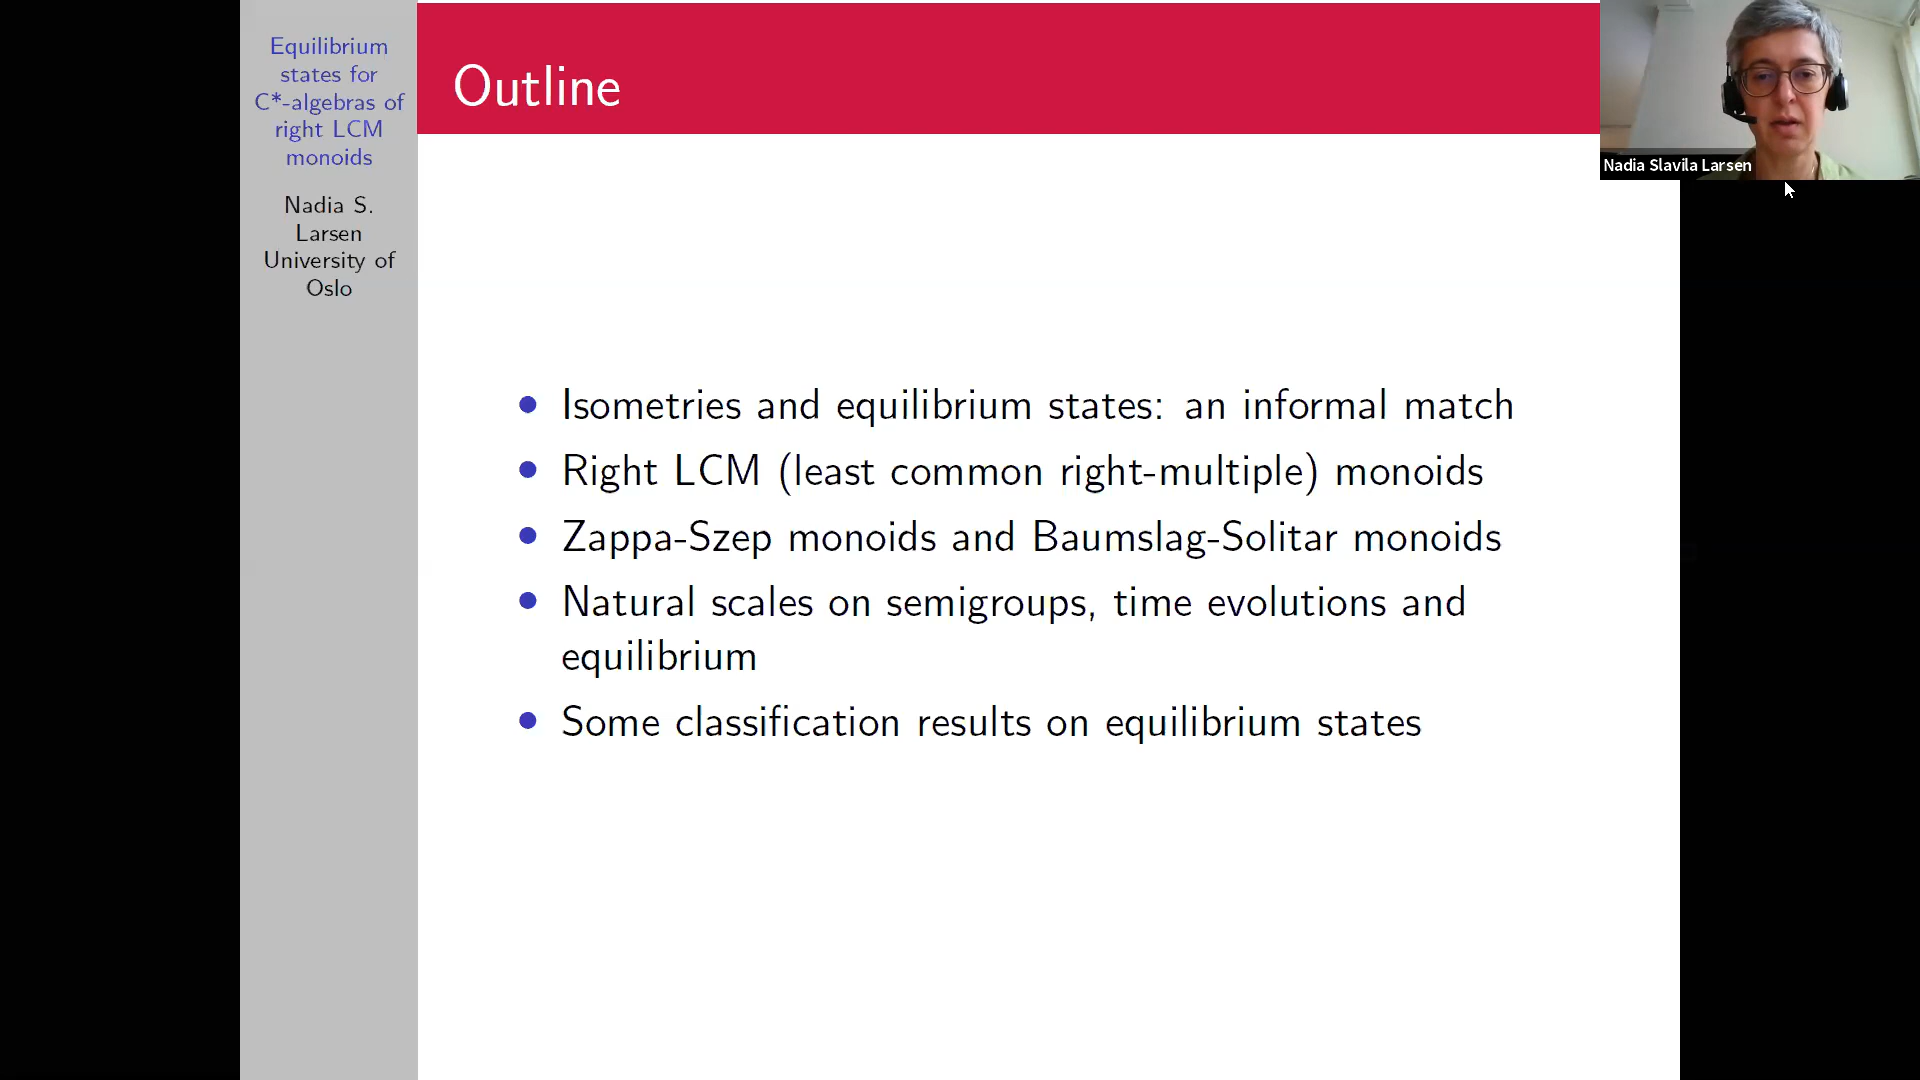 Equilibrium
states for
C*-algebras of
right LCM
monoids
Nadia S.
Larsen
University of
Oslo
Outline
• Isometries and equilibrium states: an informal match
• Right LCM (least common right-multiple) monoids
• Zappa-Szep monoids and Baumslag-Solitar monoids
• Natural scales on semigroups, time evolutions and
equilibrium
• Some classification results on equilibrium states
Nadia Slavila Larsen